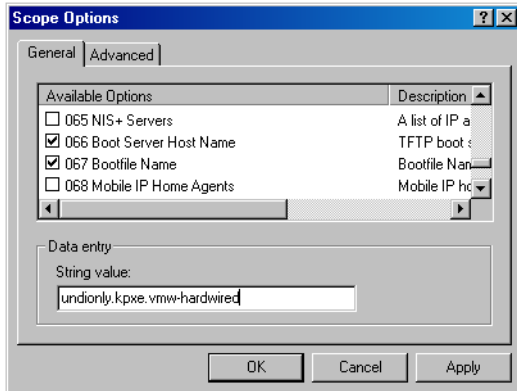 Scope Options
General Advanced
Available Options Description
065 NIS+ Servers A list of IP a
066 Boot Server Host Name TFTP boot s
067 Bootfile Name Bootfile Nam
068 Mobile IP Home Agents Mobile IP ho
Data entry
String value:
undionly.kpxe.vmw-hardwired
OK Cancel Apply